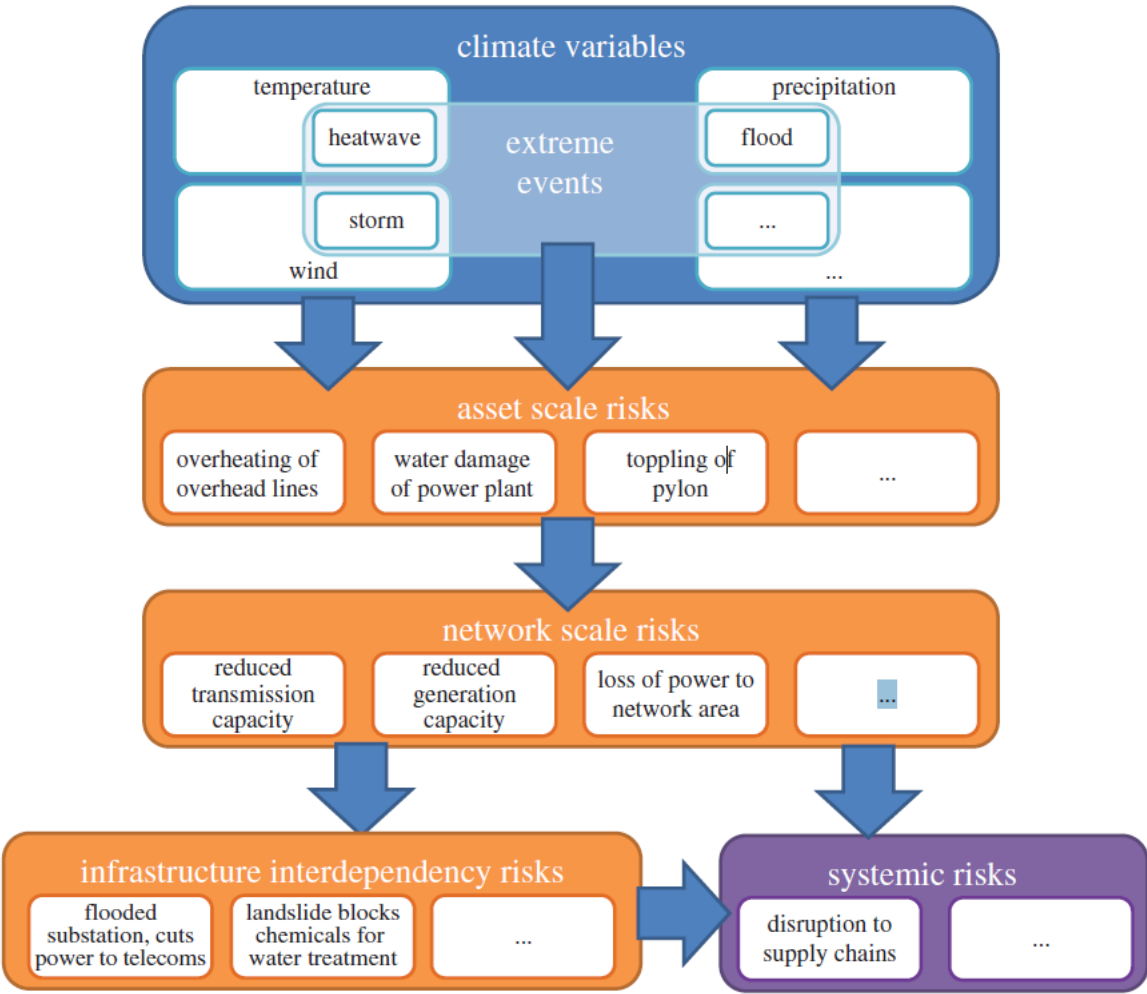 climate variables
temperature
precipitation
heatwave
extreme
events
flood
storm
...
wind
...
asset scale risks
overheating of
overhead lines
water damage
of power plant
toppling of
pylon
...
network scale risks
reduced
transmission
capacity
reduced
generation
capacity
loss of power to
network area
...
infrastructure interdependency risks
flooded
substation, cuts
power to telecoms
landslide blocks
chemicals for
water treatment
...
systemic risks
disruption to
supply chains
...